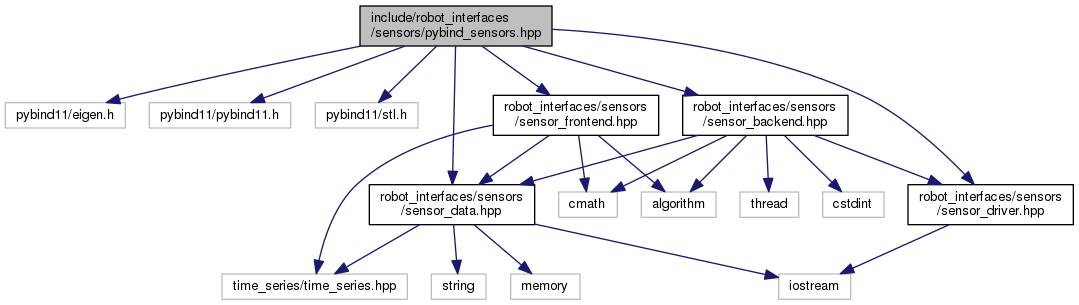 include/robot_interfaces
/sensors/pybind_sensors.hpp
pybind11/eigen.h
pybind11/pybind11.h
pybind11/stl.h
robot_interfaces/sensors
/sensor_frontend.hpp
robot_interfaces/sensors
/sensor_backend.hpp
robot_interfaces/sensors
/sensor_data.hpp
cmath
algorithm
thread
cstdint
robot_interfaces/sensors
/sensor_driver.hpp
time_series/time_series.hpp
string
memory
iostream